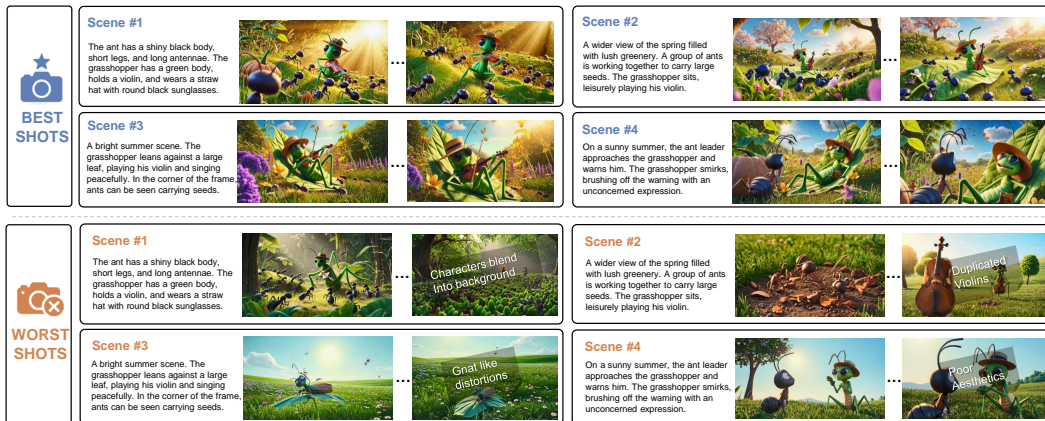 BEST
SHOTS
Scene #1
The ant has a shiny black body,
short legs, and long antennae. The
grasshopper has a green body,
holds a violin, and wears a straw
hat with round black sunglasses.
...
Scene #2
A wider view of the spring filled
with lush greenery. A group of ants
is working together to carry large
seeds. The grasshopper sits,
leisurely playing his violin.
...
Scene #3
A bright summer scene. The
grasshopper leans against a large
leaf, playing his violin and singing
peacefully. In the corner of the frame,
ants can be seen carrying seeds.
...
Scene #4
On a sunny summer, the ant leader
approaches the grasshopper and
warns him. The grasshopper smirks,
brushing off the warning with an
unconcerned expression.
...
WORST
SHOTS
Scene #1
The ant has a shiny black body,
short legs, and long antennae. The
grasshopper has a green body,
holds a violin, and wears a straw
hat with round black sunglasses.
...
Characters blend
Into background
Scene #2
A wider view of the spring filled
with lush greenery. A group of ants
is working together to carry large
seeds. The grasshopper sits,
leisurely playing his violin.
...
Duplicated
Violins
Scene #3
A bright summer scene. The
grasshopper leans against a large
leaf, playing his violin and singing
peacefully. In the corner of the frame,
ants can be seen carrying seeds.
...
Gnat like
distortions
Scene #4
On a sunny summer, the ant leader
approaches the grasshopper and
warns him. The grasshopper smirks,
brushing off the warning with an
unconcerned expression.
...
Poor
Aesthetics